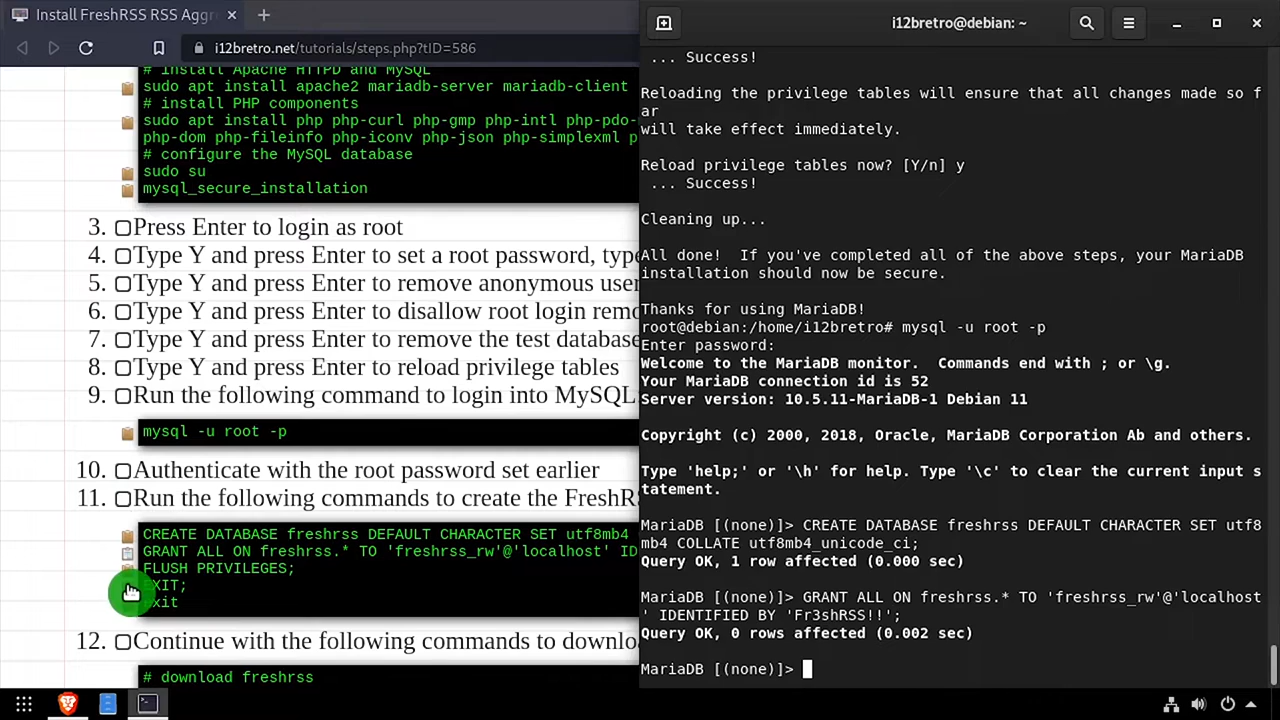 Install FreshRSS RSS Aggre
i12bretro.net/tutorials/steps.php?tID=586
# install Apache HTTPD and MySQL
sudo apt install apache2 mariadb-server mariadb-client
# install PHP components
sudo apt install php php-curl php-gmp php-intl php-pdo-
php-dom php-fileinfo php-iconv php-json php-simplexml p
# configure the MySQL database
sudo su
mysql_secure_installation
3. Press Enter to login as root
4. Type Y and press Enter to set a root password, type
5. Type Y and press Enter to remove anonymous user
6. Type Y and press Enter to disallow root login remo
7. Type Y and press Enter to remove the test database
8. Type Y and press Enter to reload privilege tables
9. Run the following command to login into MySQL
mysql -u root -p
10. Authenticate with the root password set earlier
11. Run the following commands to create the FreshR
CREATE DATABASE freshrss DEFAULT CHARACTER SET utf8mb4
GRANT ALL ON freshrss.* TO 'freshrss_rw'@'localhost' ID
FLUSH PRIVILEGES;
EXIT;
exit
12. Continue with the following commands to downlo
# download freshrss
i12bretro@debian: ~
... Success!
Reloading the privilege tables will ensure that all changes made so f
ar
will take effect immediately.
Reload privilege tables now? [Y/n] y
... Success!
Cleaning up...
All done!  If you've completed all of the above steps, your MariaDB
installation should now be secure.
Thanks for using MariaDB!
root@debian:/home/i12bretro# mysql -u root -p
Enter password:
Welcome to the MariaDB monitor.  Commands end with ; or \g.
Your MariaDB connection id is 52
Server version: 10.5.11-MariaDB-1 Debian 11
Copyright (c) 2000, 2018, Oracle, MariaDB Corporation Ab and others.
Type 'help;' or '\h' for help. Type '\c' to clear the current input s
tatement.
MariaDB [(none)]> CREATE DATABASE freshrss DEFAULT CHARACTER SET utf8
mb4 COLLATE utf8mb4_unicode_ci;
Query OK, 1 row affected (0.000 sec)
MariaDB [(none)]> GRANT ALL ON freshrss.* TO 'freshrss_rw'@'localhost
' IDENTIFIED BY 'Fr3shRSS!!';
Query OK, 0 rows affected (0.002 sec)
MariaDB [(none)]>